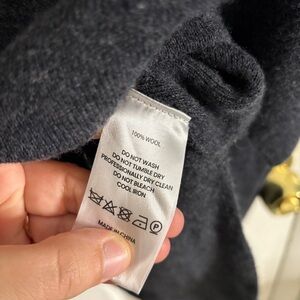 100% WOOL
DO NOT WASH
DO NOT TUMBLE DRY
PROFESSIONALLY DRY CLEAN
DO NOT BLEACH
COOL IRON
P
MADE IN CHINA